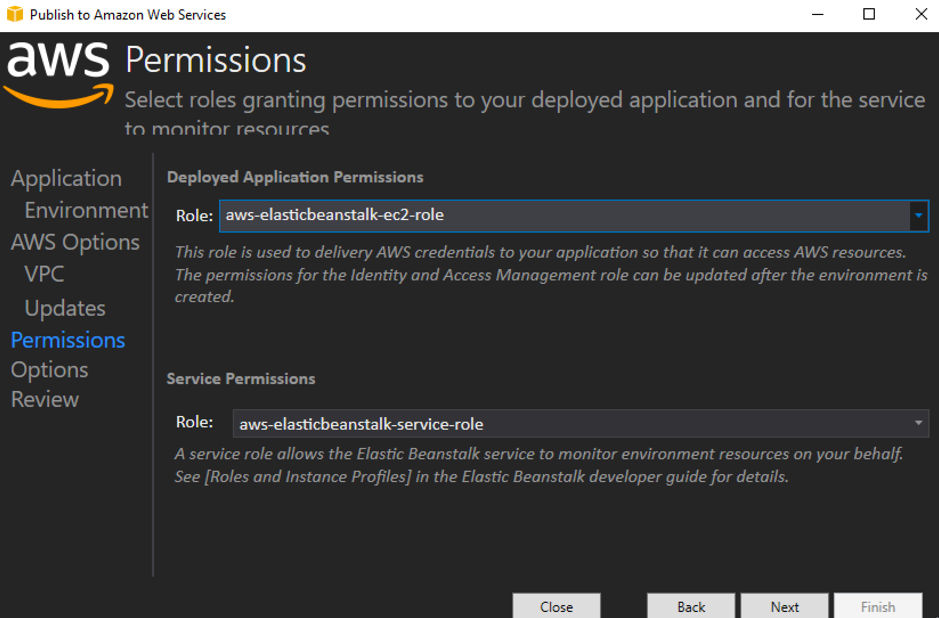 Publish to Amazon Web Services
aws
Permissions
Select roles granting permissions to your deployed application and for the service
to monitor resources
Application
Environment
AWS Options
VPC
Updates
Permissions
Options
Review
Deployed Application Permissions
Role: aws-elasticbeanstalk-ec2-role
This role is used to delivery AWS credentials to your application so that it can access AWS resources.
The permissions for the Identity and Access Management role can be updated after the environment is
created.
Service Permissions
Role: aws-elasticbeanstalk-service-role
A service role allows the Elastic Beanstalk service to monitor environment resources on your behalf.
See [Roles and Instance Profiles] in the Elastic Beanstalk developer guide for details.
Close Back Next Finish